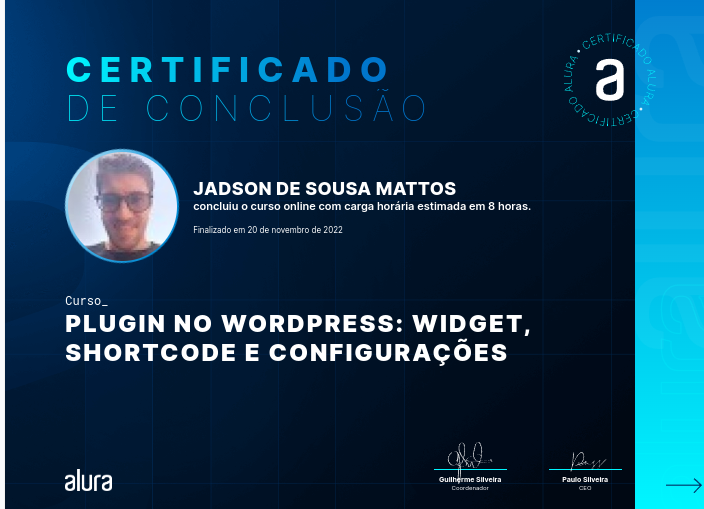 CERTIFICADO
DE CONCLUSÃO
CERTIFICADO ALURA • CERTIFICADO ALURA •
a
JADSON DE SOUSA MATTOS
concluiu o curso online com carga horária estimada em 8 horas.
Finalizado em 20 de novembro de 2022
Curso_
PLUGIN NO WORDPRESS: WIDGET,
SHORTCODE E CONFIGURAÇÕES
alura
Guilherme Silveira
Coordenador
Paulo Silveira
CEO